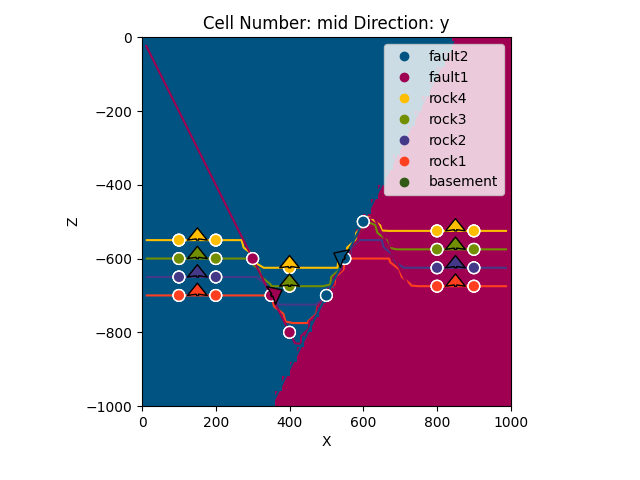 Cell Number: mid Direction: y
0
−200
−400
−600
−800
−1000
Z
0
200
400
600
800
1000
X
fault2
fault1
rock4
rock3
rock2
rock1
basement